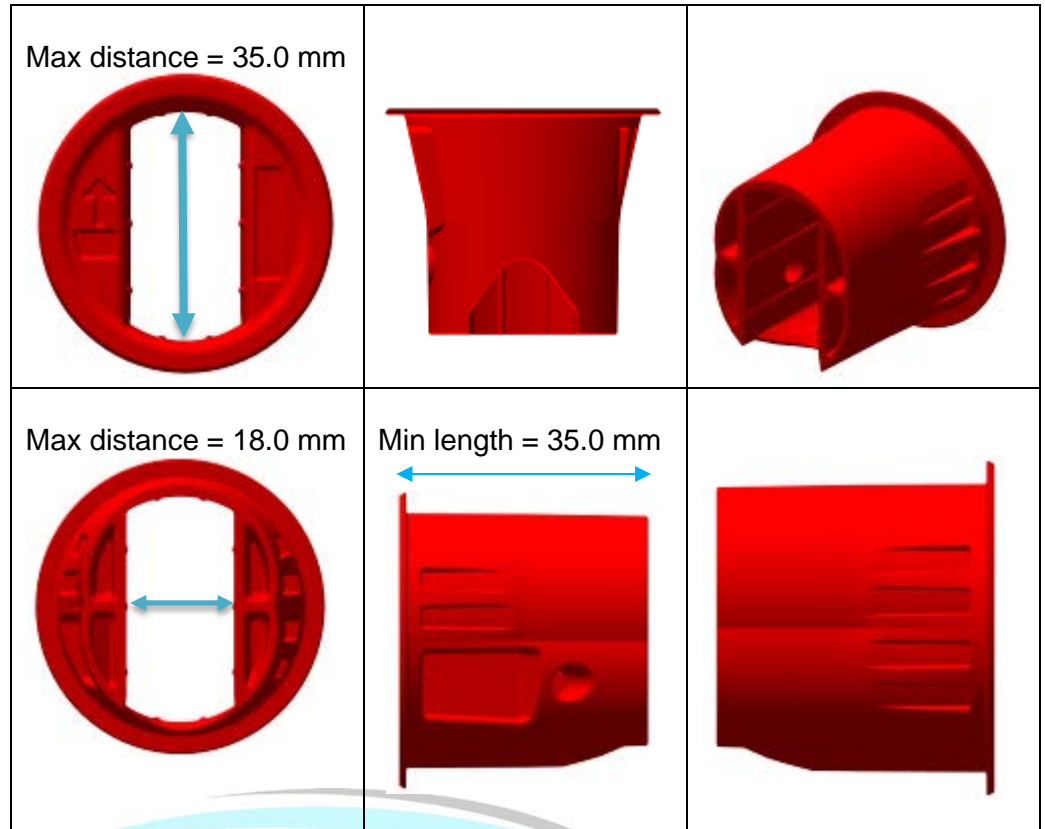 Max distance = 35.0 mm
Max distance = 18.0 mm
Min length = 35.0 mm